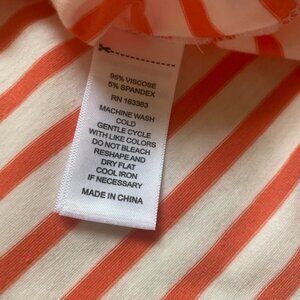 95% VISCOSE
5% SPANDEX
RN 163383
MACHINE WASH
COLD
GENTLE CYCLE
WITH LIKE COLORS
DO NOT BLEACH
RESHAPE AND
DRY FLAT
COOL IRON
IF NECESSARY
MADE IN CHINA